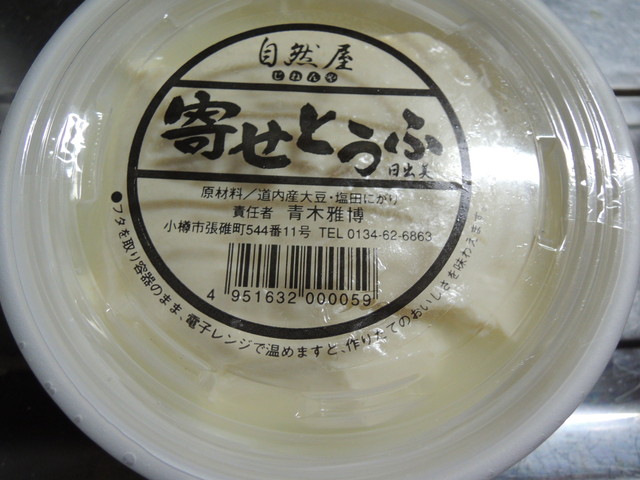 自然屋
じねんや
寄せとうふ
日出美
原材料/道内産大豆・塩田にがり
責任者 青木雅博
小樽市張碓町544番11号 TEL 0134-62-6863
4 951632 000059
●フタを取り容器のまま、電子レンジで温めますと、作りたてのおいしさを味わえます